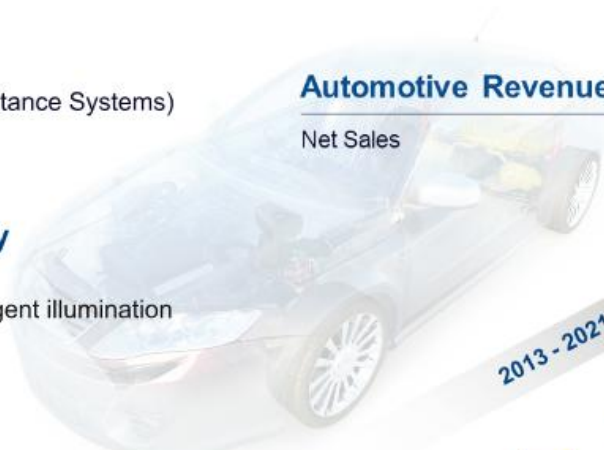 tance Systems)
Automotive Revenue
Net Sales
y
gent illumination
2013 - 2021